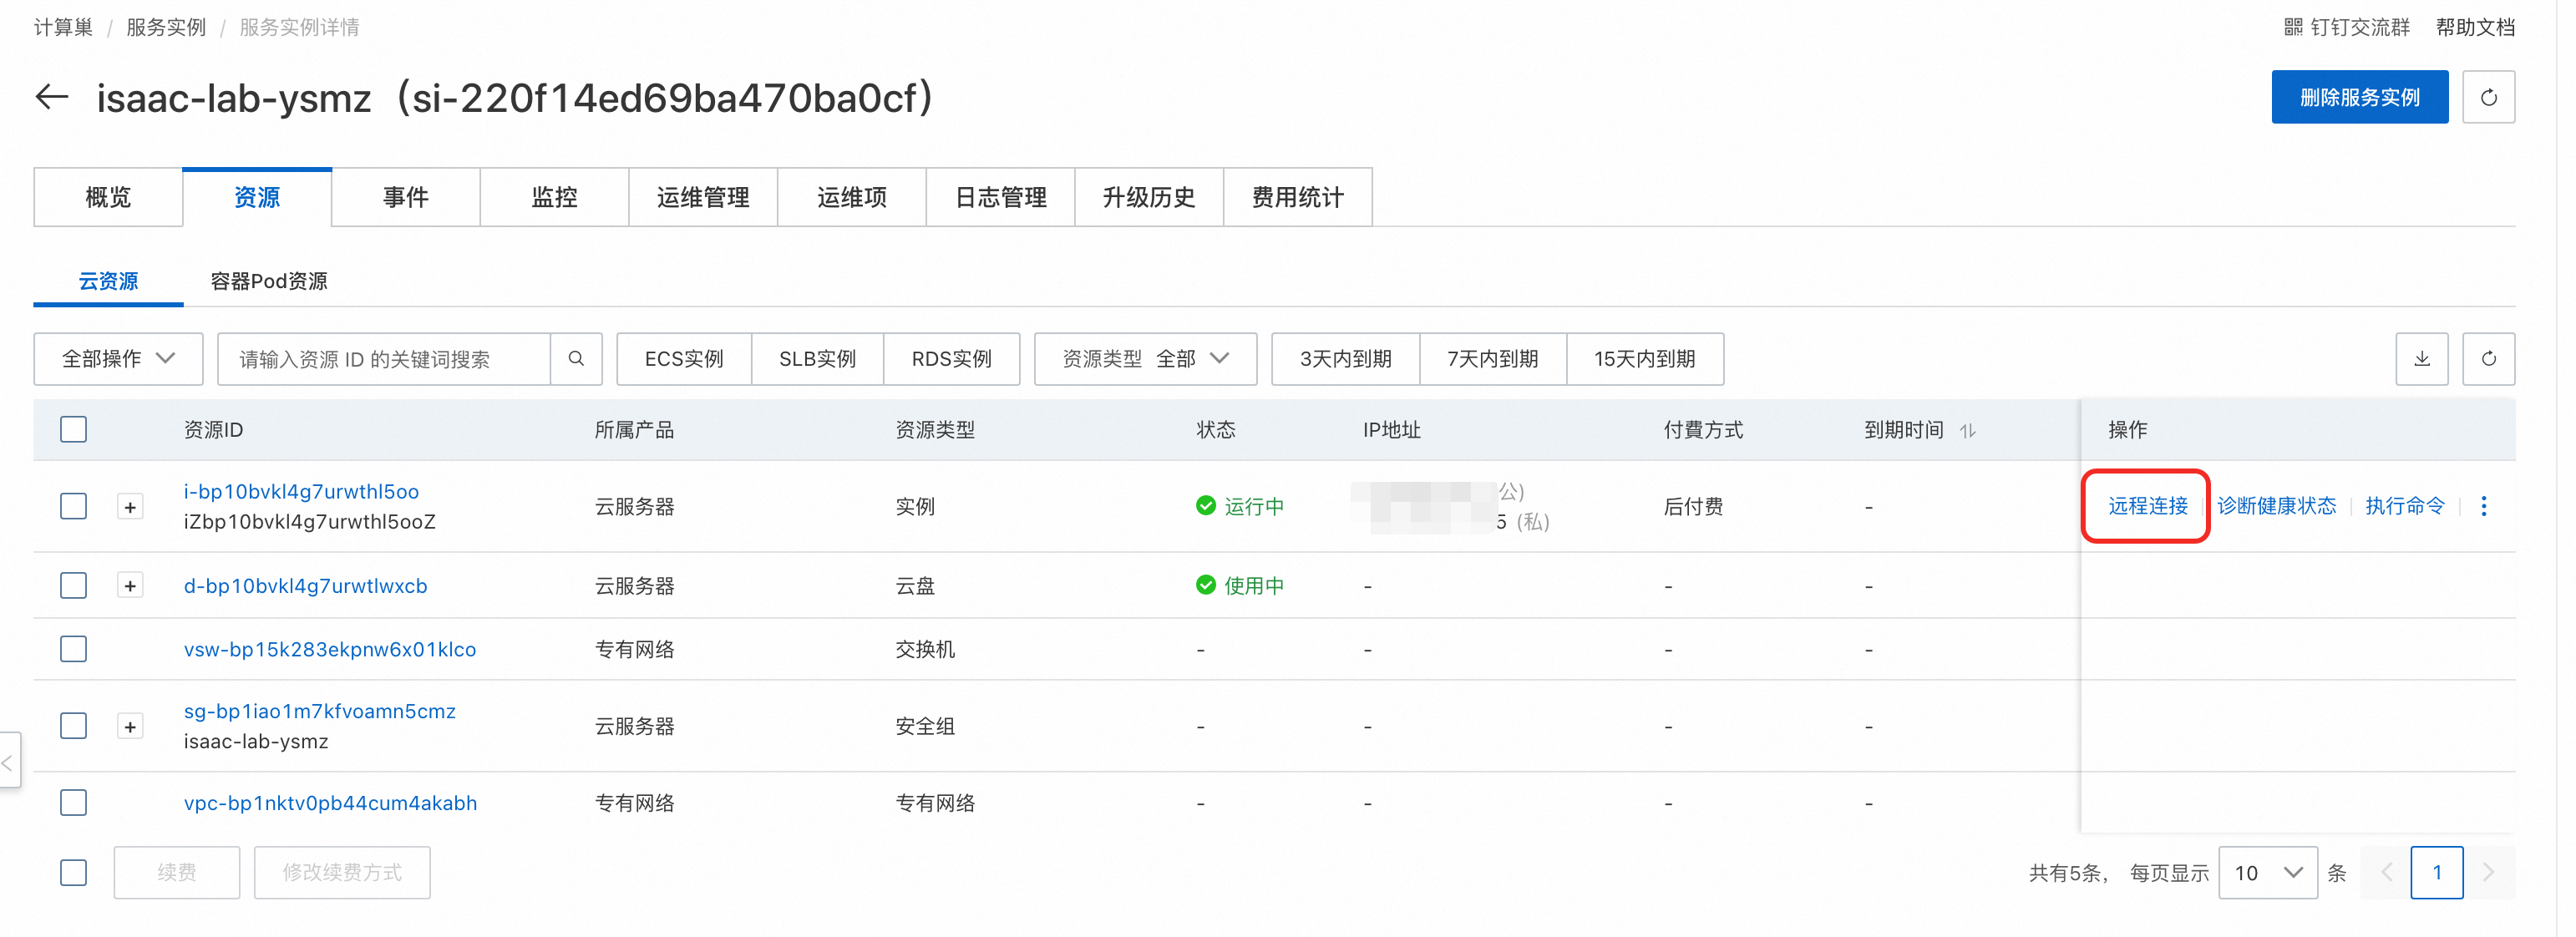 计算巢 / 服务实例 / 服务实例详情
钉钉交流群 帮助文档
isaac-lab-ysmz（si-220f14ed69ba470ba0cf）
删除服务实例
概览 资源 事件 监控 运维管理 运维项 日志管理 升级历史 费用统计
云资源 容器Pod资源
全部操作 请输入资源 ID 的关键词搜索 ECS实例 SLB实例 RDS实例 资源类型 全部 3天内到期 7天内到期 15天内到期
资源ID 所属产品 资源类型 状态 IP地址 付費方式 到期时间 操作
i-bp10bvkl4g7urwthl5oo
iZbp10bvkl4g7urwthl5ooZ
云服务器 实例 运行中
公)
5 (私)
后付费 - 远程连接 诊断健康状态 执行命令
d-bp10bvkl4g7urwtlwxcb 云服务器 云盘 使用中 - - -
vsw-bp15k283ekpnw6x01klco 专有网络 交换机 - - - -
sg-bp1iao1m7kfvoamn5cmz
isaac-lab-ysmz
云服务器 安全组 - - - -
vpc-bp1nktv0pb44cum4akabh 专有网络 专有网络 - - - -
续费 修改续费方式 共有5条， 每页显示 10 条 1